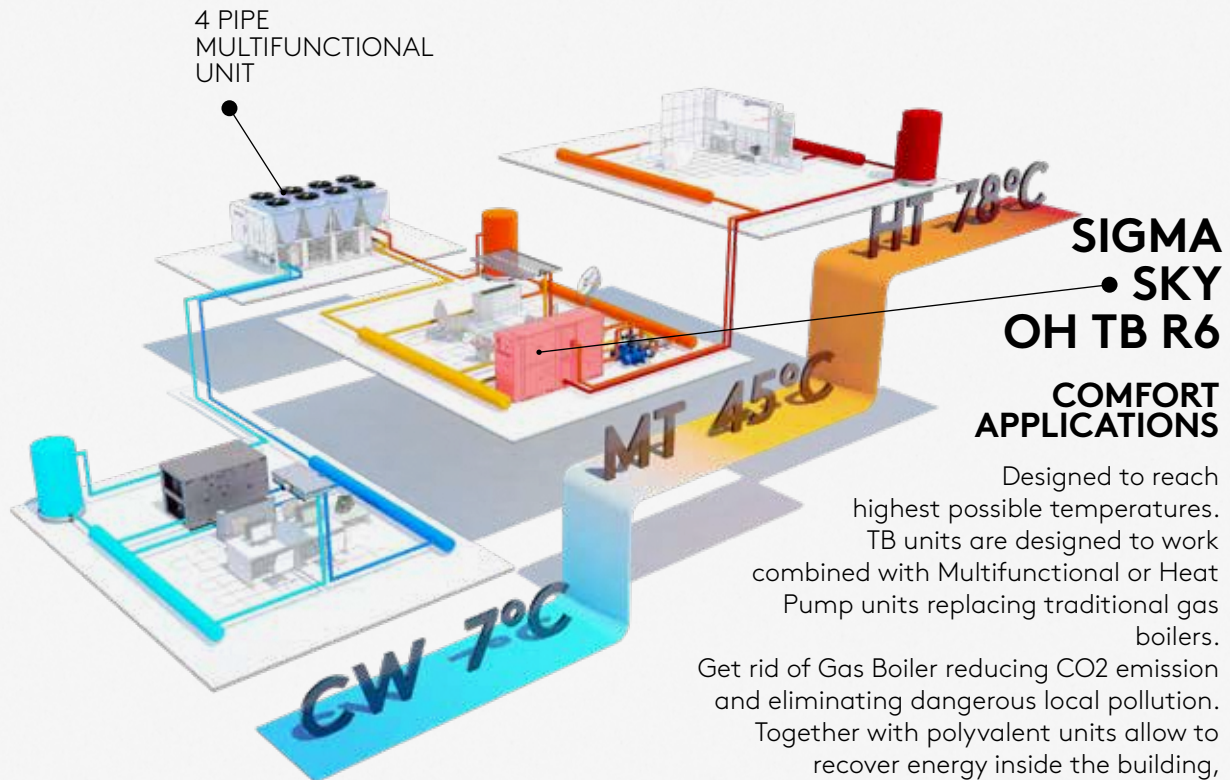 4 PIPE
MULTIFUNCTIONAL
UNIT
HT 78°C
SIGMA
SKY
OH TB R6
MT 45°C
COMFORT
APPLICATIONS
Designed to reach
highest possible temperatures.
TB units are designed to work
combined with Multifunctional or Heat
Pump units replacing traditional gas
boilers.
Get rid of Gas Boiler reducing CO2 emission
and eliminating dangerous local pollution.
Together with polyvalent units allow to
recover energy inside the building,
CW 7°C